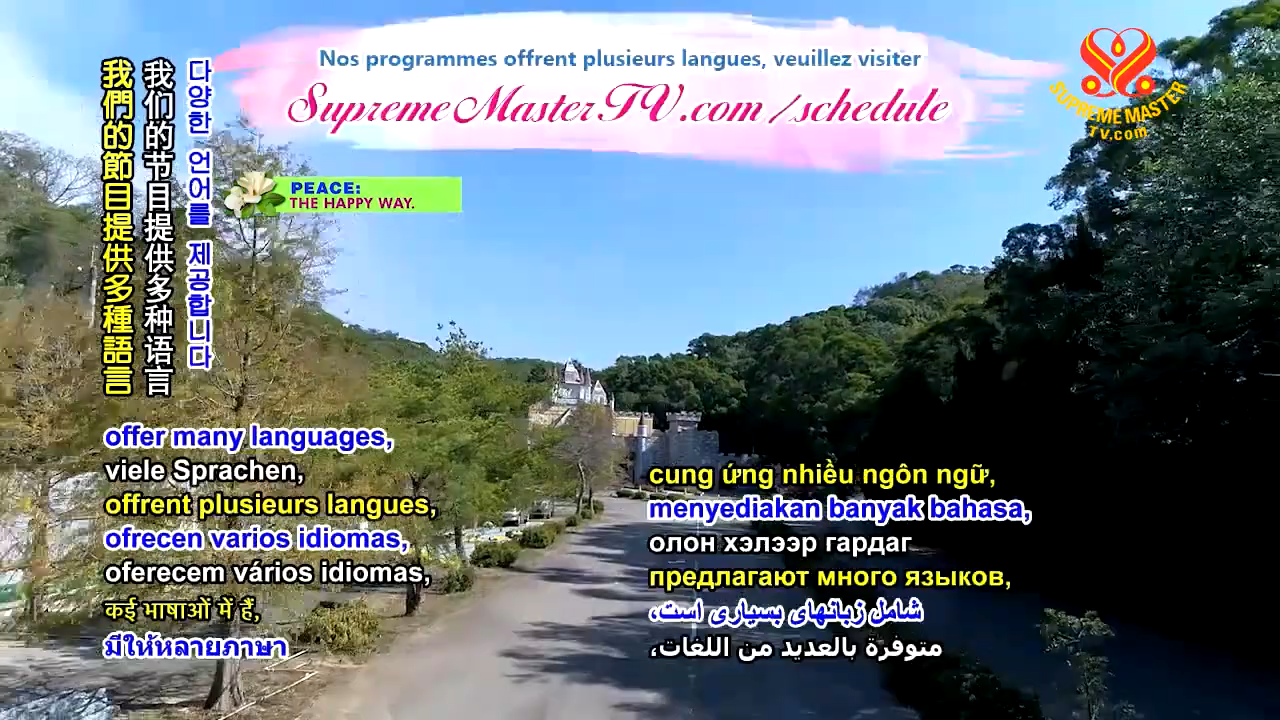 Nos programmes offrent plusieurs langues, veuillez visiter
SupremeMasterTV.com/schedule
SUPREME MASTER
TV.com
PEACE:
THE HAPPY WAY.
다양한 언어를 제공합니다
我们的节目提供多种语言
我們的節目提供多種語言
offer many languages,
viele Sprachen,
offrent plusieurs langues,
ofrecen varios idiomas,
oferecem vários idiomas,
कई भाषाओं में हैं,
มีให้หลายภาษา
cung ứng nhiều ngôn ngữ,
menyediakan banyak bahasa,
олон хэлээр гардаг
предлагают много языков,
شامل زبانهای بسیاری است،
متوفرة بالعديد من اللغات،